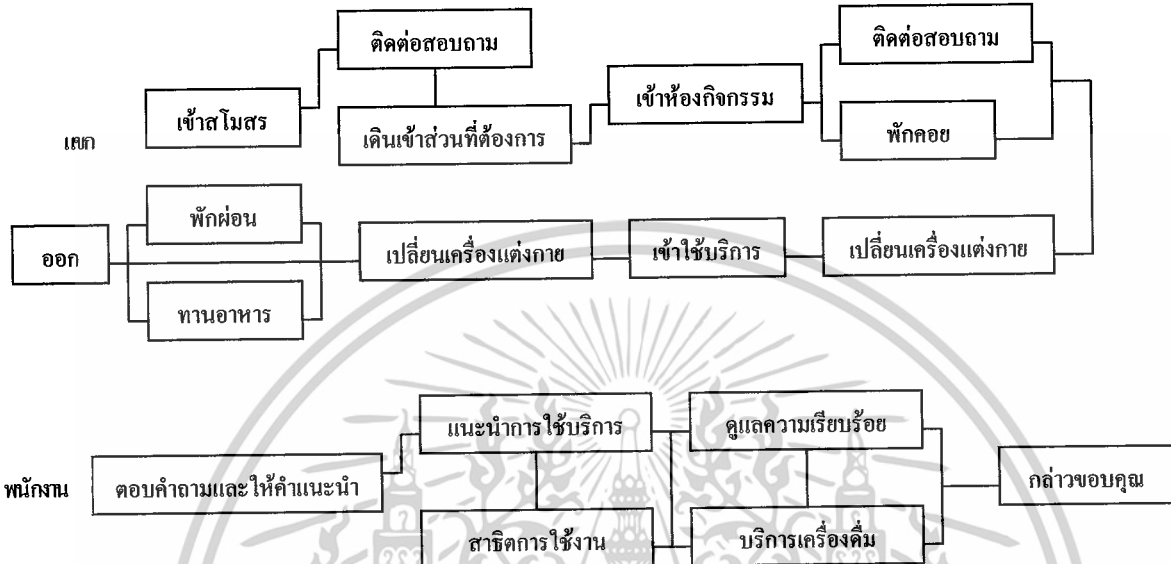 ติดต่อสอบถาม
ติดต่อสอบถาม
เข้าห้องกิจกรรม
เข้าสโมสร
เดินเข้าส่วนที่ต้องการ
พักคอย
แขก
พักผ่อน
ออก
เปลี่ยนเครื่องแต่งกาย
เข้าใช้บริการ
เปลี่ยนเครื่องแต่งกาย
ทานอาหาร
แนะนำการใช้บริการ
ดูแลความเรียบร้อย
พนักงาน
ตอบคำถามและให้คำแนะนำ
กล่าวขอบคุณ
สาธิตการใช้งาน
บริการเครื่องดื่ม